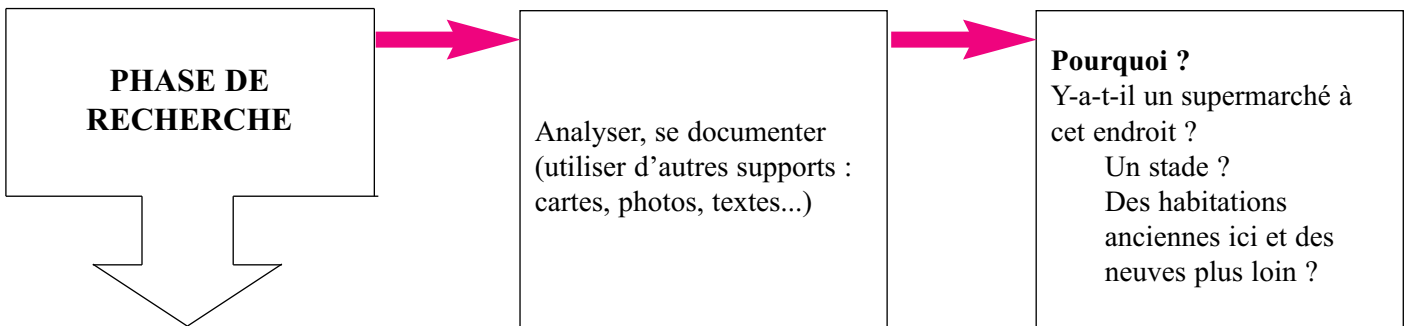 PHASE DE
RECHERCHE
Analyser, se documenter
(utiliser d’autres supports :
cartes, photos, textes...)
Pourquoi ?
Y-a-t-il un supermarché à
cet endroit ?
Un stade ?
Des habitations
anciennes ici et des
neuves plus loin ?